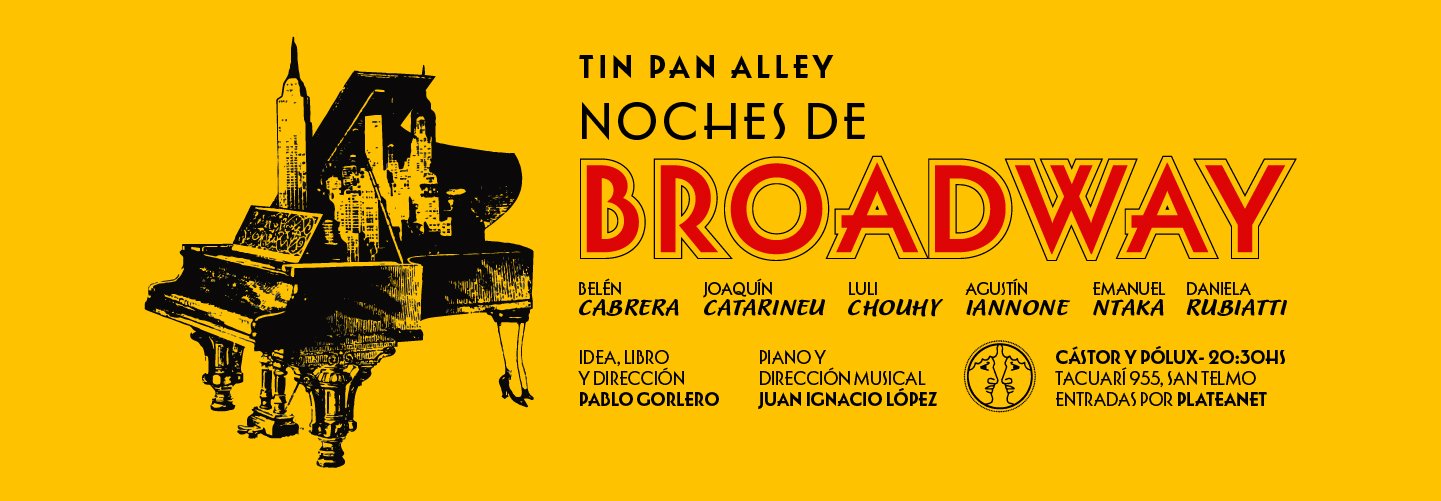 TIN PAN ALLEY
NOCHES DE
BROADWAY
BELÉN CABRERA
JOAQUÍN CATARINEU
LULI CHOUHY
AGUSTÍN IANNONE
EMANUEL NTAKA
DANIELA RUBIATTI
IDEA, LIBRO
Y DIRECCIÓN
PABLO GORLERO
PIANO Y
DIRECCIÓN MUSICAL
JUAN IGNACIO LÓPEZ
CÁSTOR Y PÓLUX- 20:30HS
TACUARÍ 955, SAN TELMO
ENTRADAS POR PLATEANET